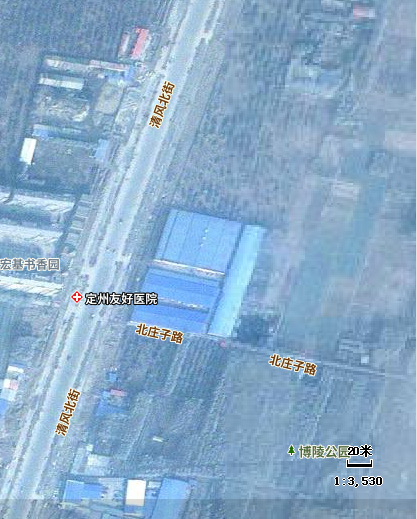 清风北街
宏基书香园
定州友好医院
北庄子路
北庄子路
清风北街
博陵公园
20米
1:3,530